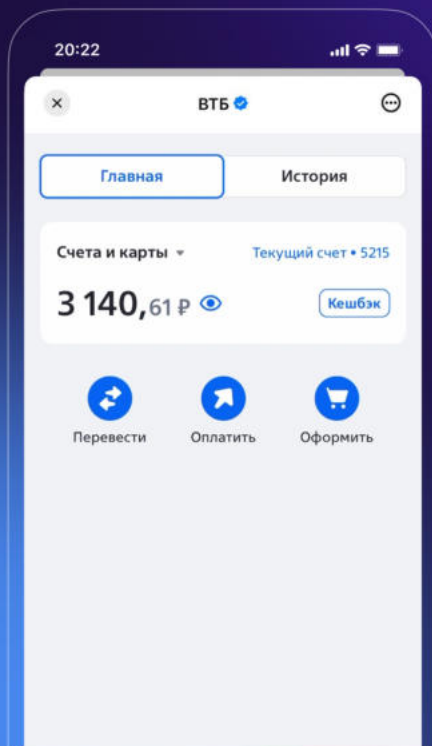 20:22
ВТБ
Главная История
Счета и карты Текущий счет • 5215
3 140,61 ₽ Кешбэк
Перевести Оплатить Оформить